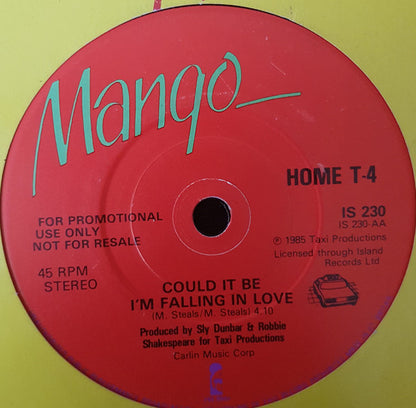 Mango
HOME T-4
FOR PROMOTIONAL
USE ONLY
NOT FOR RESALE
IS 230
IS 230-AA
℗ 1985 Taxi Productions
Licensed through Island
Records Ltd
45 RPM
STEREO
COULD IT BE
I'M FALLING IN LOVE
(M. Steals/M. Steals) 4.10
Produced by Sly Dunbar & Robbie
Shakespeare for Taxi Productions
Carlin Music Corp